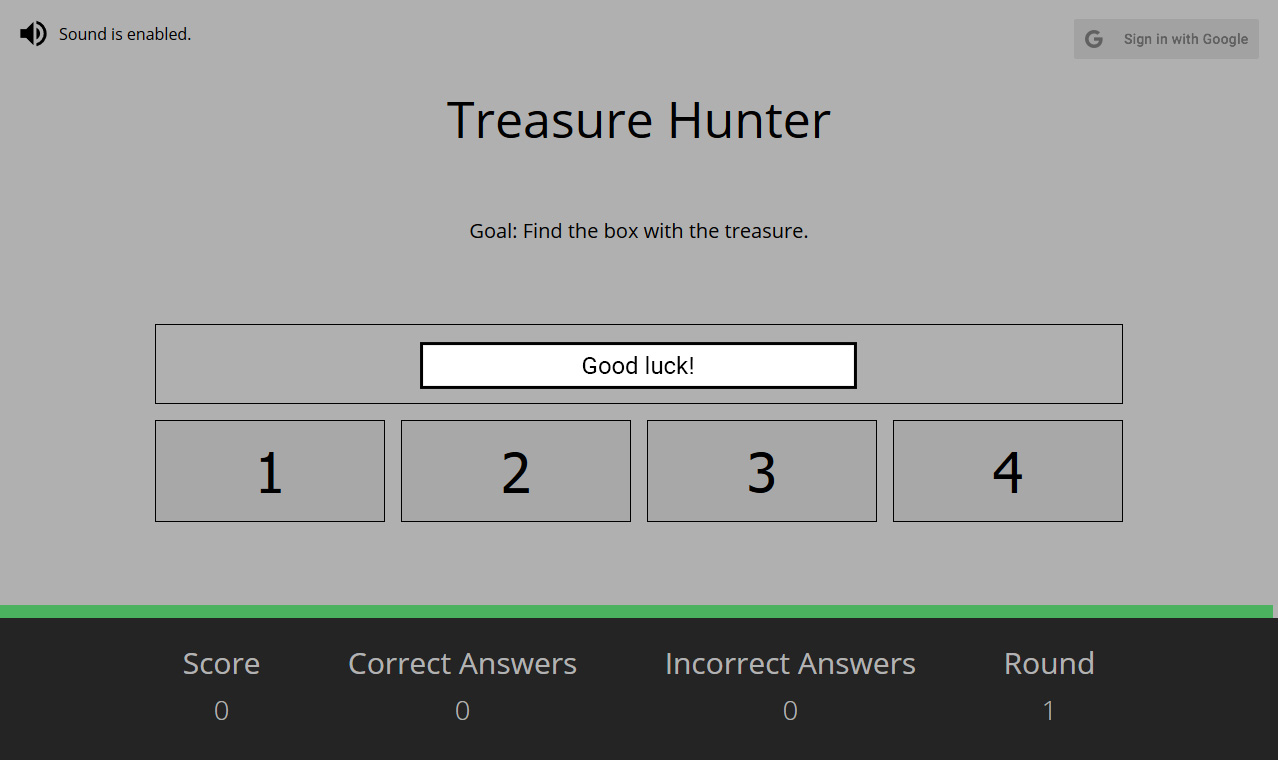 Sound is enabled.
Sign in with Google
Treasure Hunter
Goal: Find the box with the treasure.
Good luck!
1 2 3 4
Score Correct Answers Incorrect Answers Round
0 0 0 1